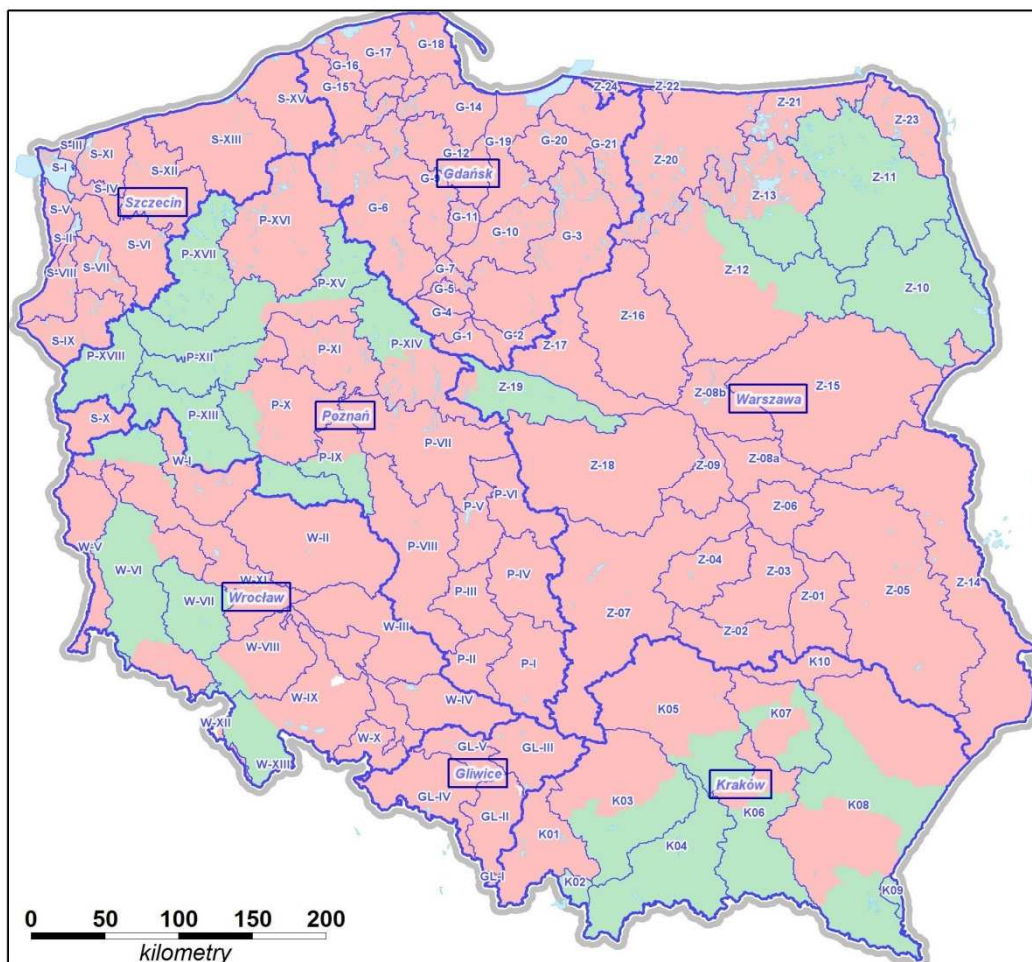 G-18
G-17
G-16
G-15
S-XV
G-14
Z-24
Z-22
Z-21
Z-23
S-III
S-XI
S-I
S-XIII
S-XII
G-12
G-19
G-20
G-21
Z-20
Z-11
Gdańsk
S-IV
Szczecin
S-V
G-6
Z-13
S-II
S-VI
P-XVI
G-11
G-10
G-3
P-XVII
S-VIII
S-VII
G-7
Z-12
Z-10
P-XV
G-5
G-4
Z-16
S-IX
G-1
G-2
P-XVIII
P-XII
P-XI
P-XIV
Z-17
Z-19
Z-08b
Z-15
Warszawa
S-X
P-XIII
P-X
Poznań
P-VII
W-I
P-IX
Z-18
Z-09
Z-08a
P-VI
P-V
Z-06
W-V
W-II
P-VIII
W-VI
W-XI
Wrocław
W-VII
P-IV
P-III
Z-04
Z-03
Z-05
Z-14
Z-07
Z-01
Z-02
W-VIII
W-III
P-II
P-I
K10
W-IX
W-IV
K05
K07
W-XII
W-X
W-XIII
GL-V
GL-III
Gliwice
GL-IV
Kraków
K03
K06
K08
GL-II
K01
K04
GL-I
K02
K09
0 50 100 150 200
kilometry